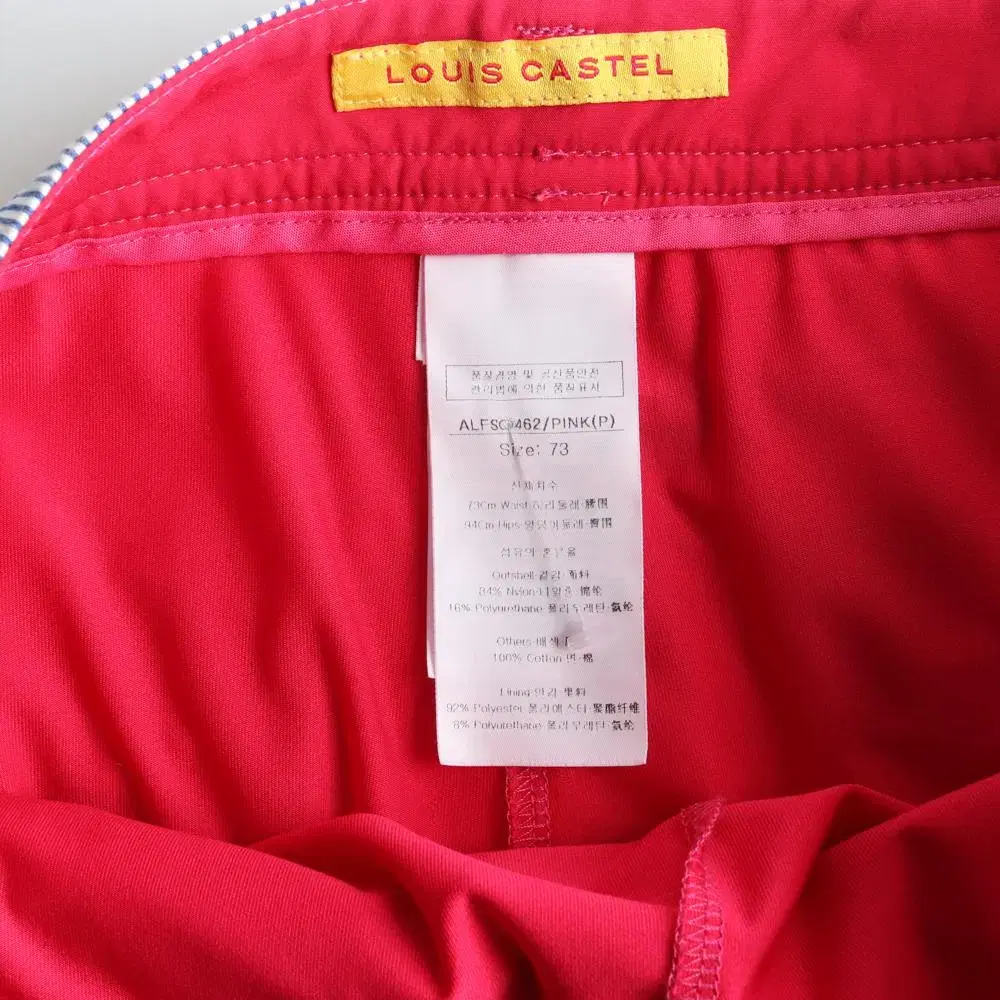 LOUIS CASTEL
품질경영 및 공산품안전
관리법에 의한 품질표시
ALFSO462/PINK(P)
Size: 73
신체치수
73Cm Waist·허리둘레·腰围
94Cm Hips·엉덩이둘레·臀围
섬유의 혼용율
Outshell·겉감·面料
84% Nylon·나일론·锦纶
16% Polyurethane·폴리우레탄·氨纶
Others·배색
100% Cotton·면·棉
Lining·안감·里料
92% Polyester·폴리에스터·聚酯纤维
8% Polyurethane·폴리우레탄·氨纶